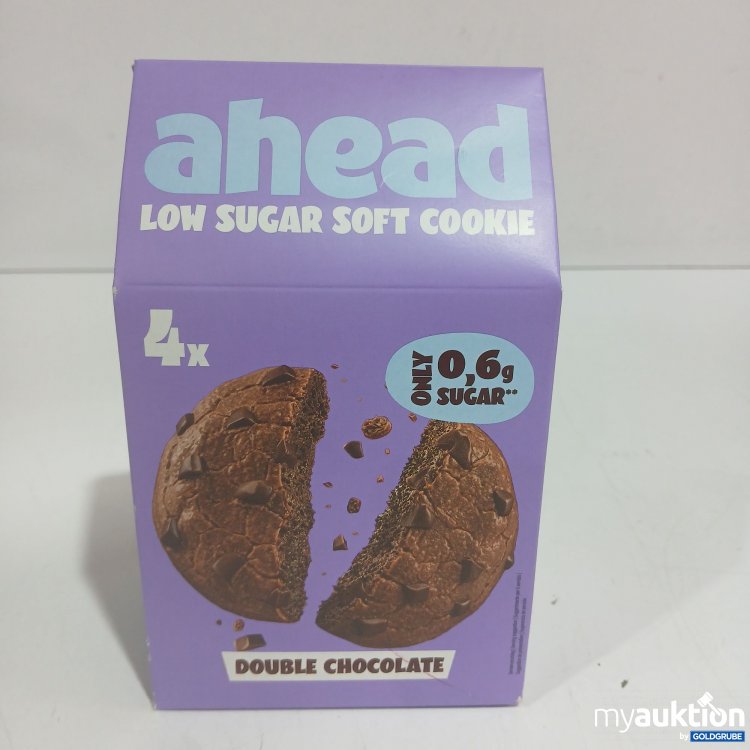 ahead
LOW SUGAR SOFT COOKIE
4x
ONLY 0,6g
SUGAR**
DOUBLE CHOCOLATE
myauktion
by GOLDGRUBE